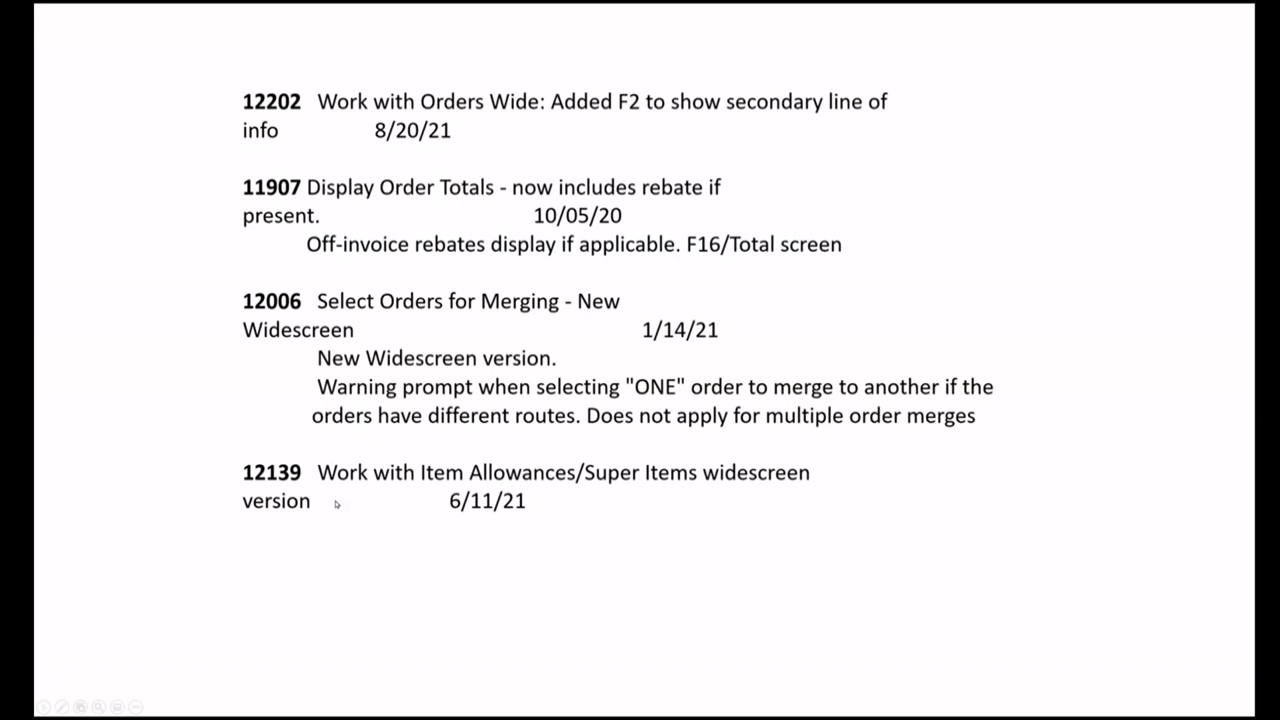 12202 Work with Orders Wide: Added F2 to show secondary line of
info 8/20/21
11907 Display Order Totals - now includes rebate if
present. 10/05/20
Off-invoice rebates display if applicable. F16/Total screen
12006 Select Orders for Merging - New
Widescreen 1/14/21
New Widescreen version.
Warning prompt when selecting "ONE" order to merge to another if the
orders have different routes. Does not apply for multiple order merges
12139 Work with Item Allowances/Super Items widescreen
version 6/11/21